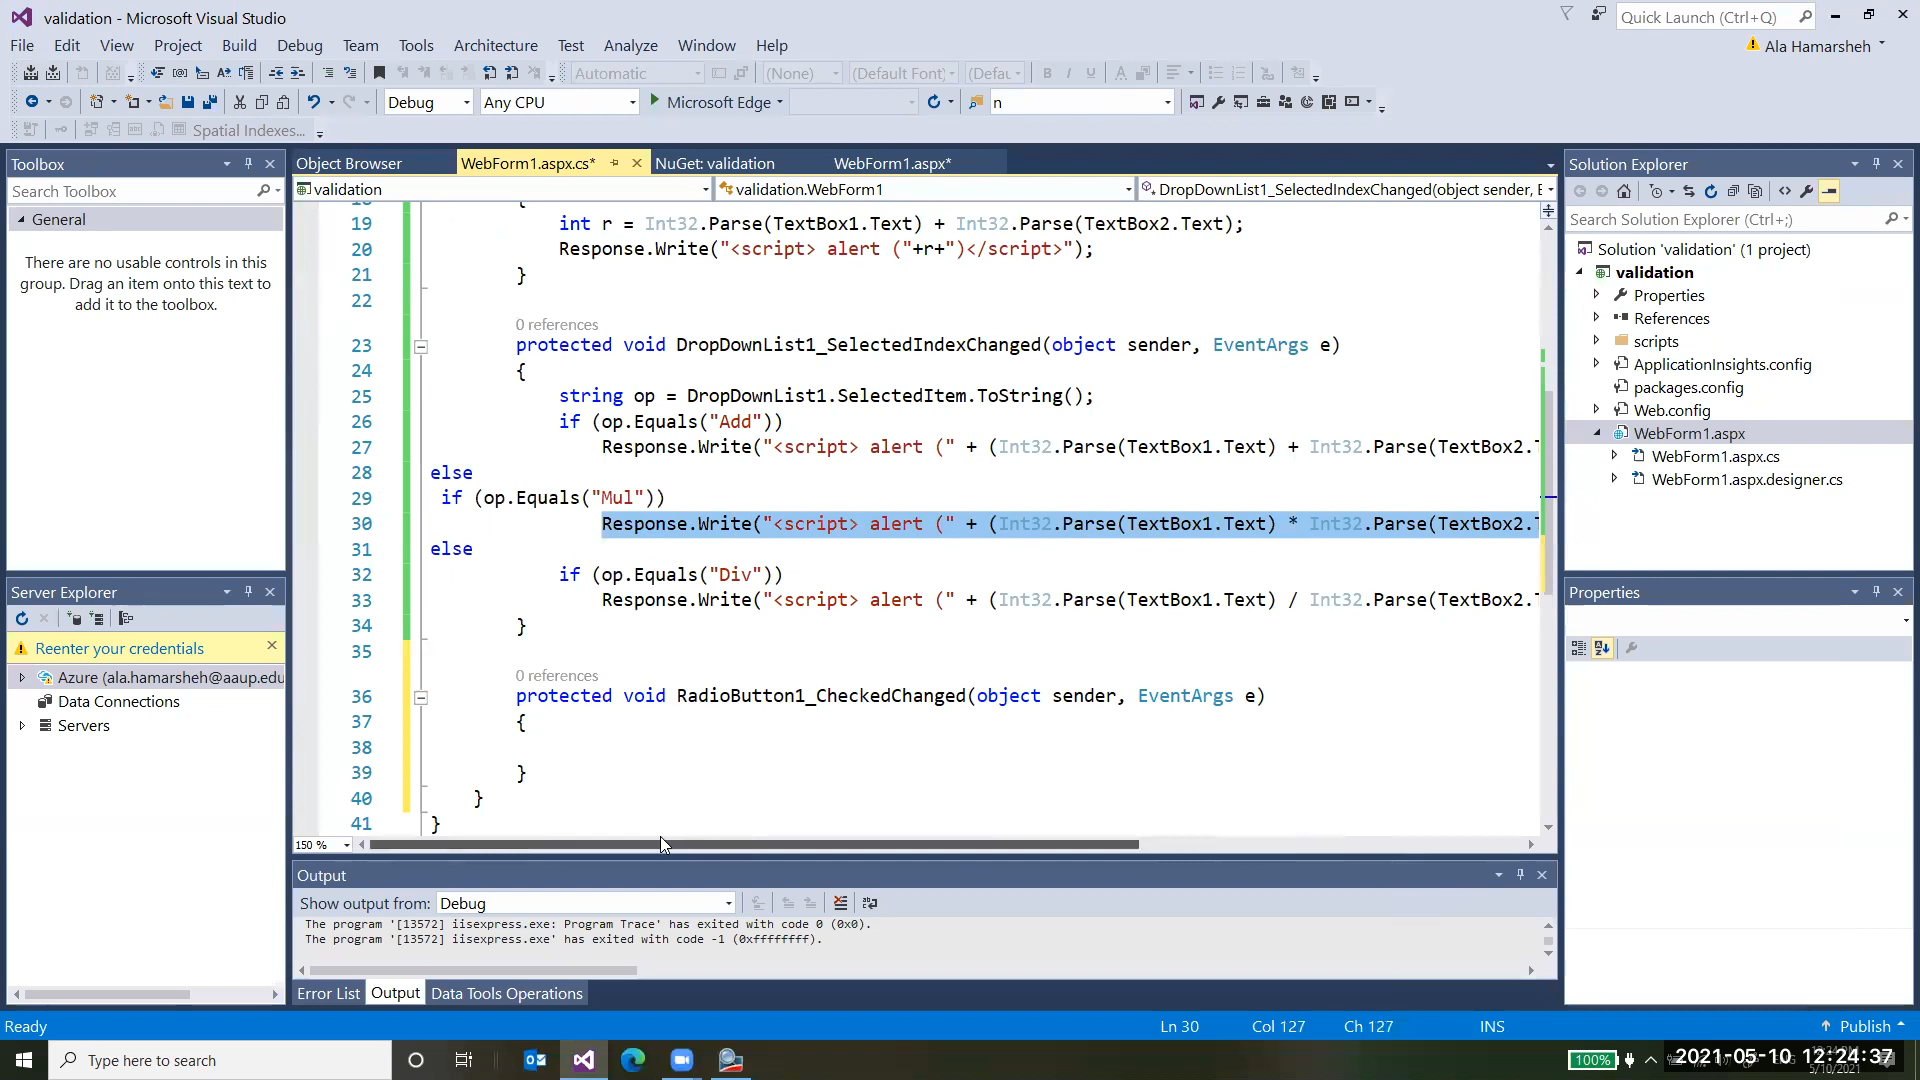 validation - Microsoft Visual Studio
Quick Launch (Ctrl+Q)
File Edit View Project Build Debug Team Tools Architecture Test Analyze Window Help
Ala Hamarsheh
Automatic (None) (Default Font) (Defau
Debug Any CPU Microsoft Edge n
Spatial Indexes...
Toolbox
Search Toolbox
General
There are no usable controls in this
group. Drag an item onto this text to
add it to the toolbox.
Server Explorer
Reenter your credentials
Azure (ala.hamarsheh@aaup.edu
Data Connections
Servers
Object Browser WebForm1.aspx.cs* NuGet: validation WebForm1.aspx*
validation validation.WebForm1 DropDownList1_SelectedIndexChanged(object sender, E
{
19 int r = Int32.Parse(TextBox1.Text) + Int32.Parse(TextBox2.Text);
20 Response.Write("<script> alert ("+r+")</script>");
21 }
22
0 references
23 protected void DropDownList1_SelectedIndexChanged(object sender, EventArgs e)
24 {
25 string op = DropDownList1.SelectedItem.ToString();
26 if (op.Equals("Add"))
27 Response.Write("<script> alert (" + (Int32.Parse(TextBox1.Text) + Int32.Parse(TextBox2.T
28 else
29 if (op.Equals("Mul"))
30 Response.Write("<script> alert (" + (Int32.Parse(TextBox1.Text) * Int32.Parse(TextBox2.T
31 else
32 if (op.Equals("Div"))
33 Response.Write("<script> alert (" + (Int32.Parse(TextBox1.Text) / Int32.Parse(TextBox2.T
34 }
35
0 references
36 protected void RadioButton1_CheckedChanged(object sender, EventArgs e)
37 {
38
39 }
40 }
41 }
150 %
Output
Show output from: Debug
The program '[13572] iisexpress.exe: Program Trace' has exited with code 0 (0x0).
The program '[13572] iisexpress.exe' has exited with code -1 (0xffffffff).
Error List Output Data Tools Operations
Solution Explorer
Search Solution Explorer (Ctrl+;)
Solution 'validation' (1 project)
validation
Properties
References
scripts
ApplicationInsights.config
packages.config
Web.config
WebForm1.aspx
WebForm1.aspx.cs
WebForm1.aspx.designer.cs
Properties
Ready Ln 30 Col 127 Ch 127 INS Publish
Type here to search
100%
2021-05-10 12:24:37
5/10/2021